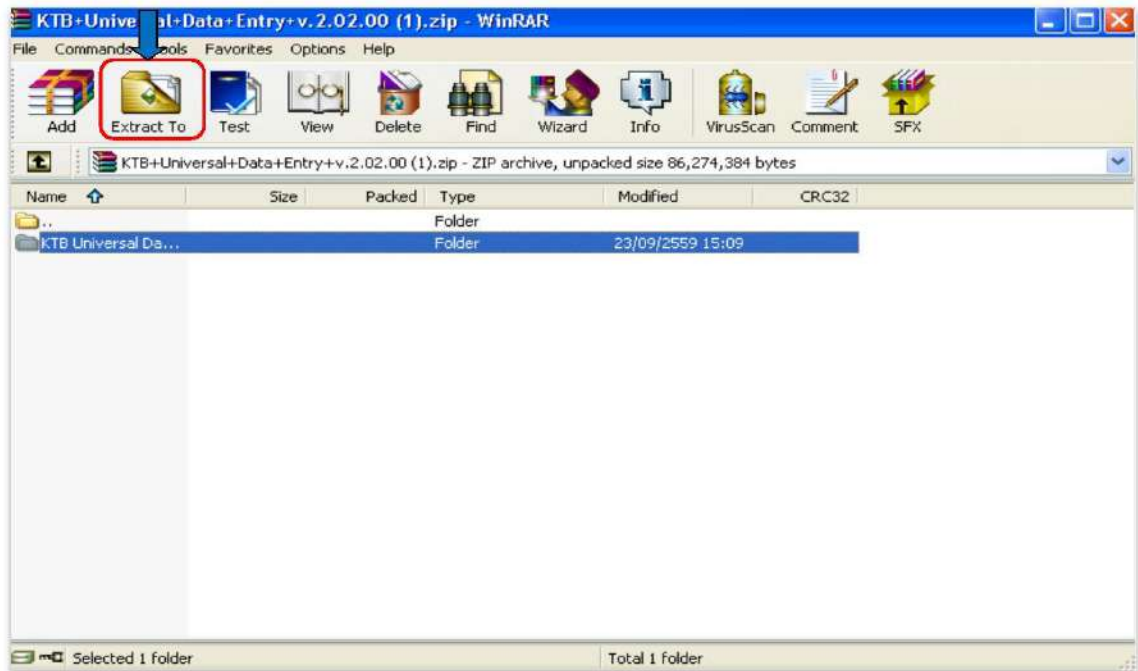 KTB+Unive al+Data+Entry+v.2.02.00 (1).zip - WinRAR
File Commands ools Favorites Options Help
Add Extract To Test View Delete Find Wizard Info VirusScan Comment SFX
KTB+Universal+Data+Entry+v.2.02.00 (1).zip - ZIP archive, unpacked size 86,274,384 bytes
Name Size Packed Type Modified CRC32
.. Folder
KTB Universal Da... Folder 23/09/2559 15:09
Selected 1 folder Total 1 folder